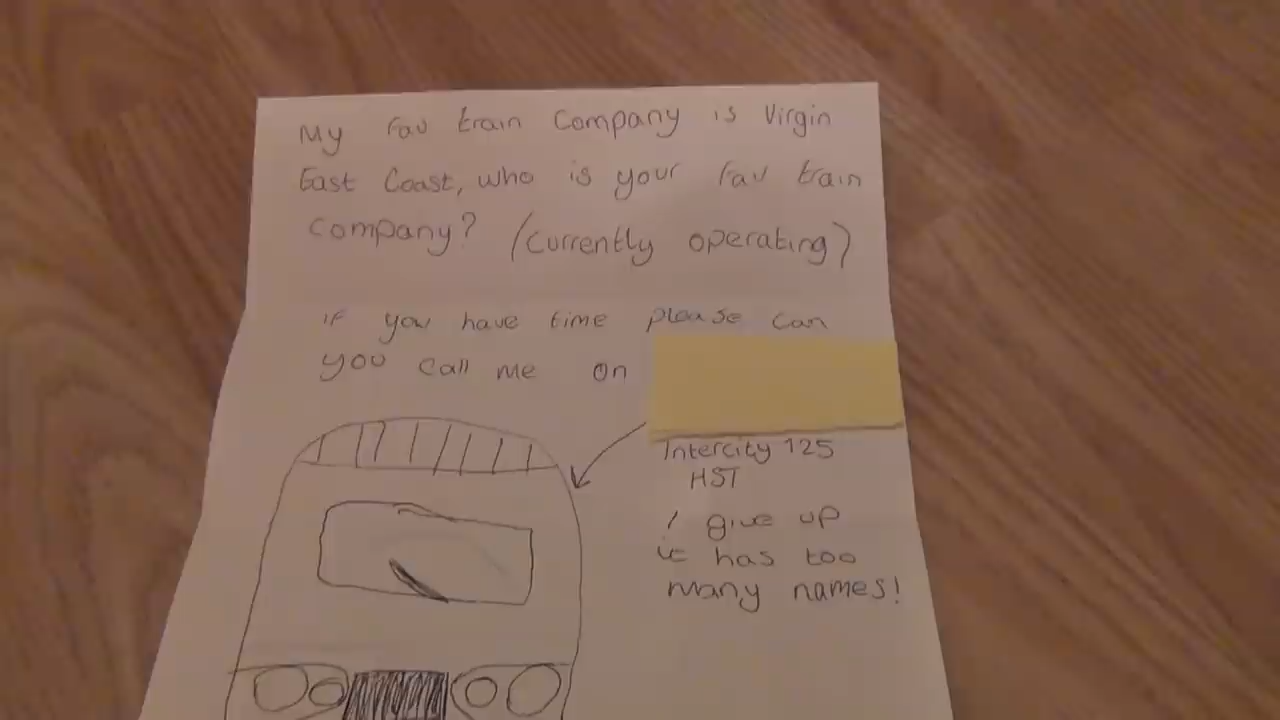 My fav train company is Virgin
East Coast, who is your fav train
company? (currently operating)
if you have time please can
you call me on
Intercity 125
HST
I give up
it has too
many names!